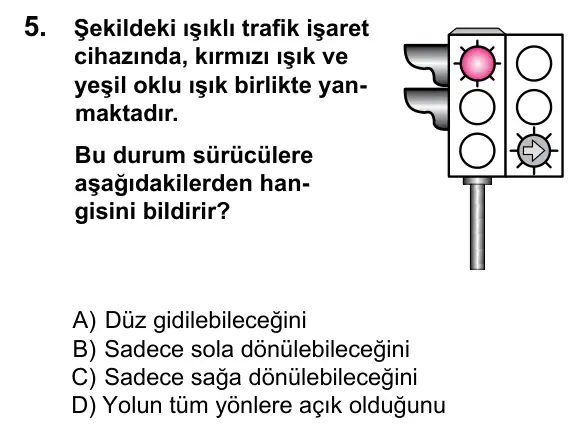 5. Şekildeki ışıklı trafik işaret
cihazında, kırmızı ışık ve
yeşil oklu ışık birlikte yan-
maktadır.
Bu durum sürücülere
aşağıdakilerden han-
gisini bildirir?
A) Düz gidilebileceğini
B) Sadece sola dönülebileceğini
C) Sadece sağa dönülebileceğini
D) Yolun tüm yönlere açık olduğunu